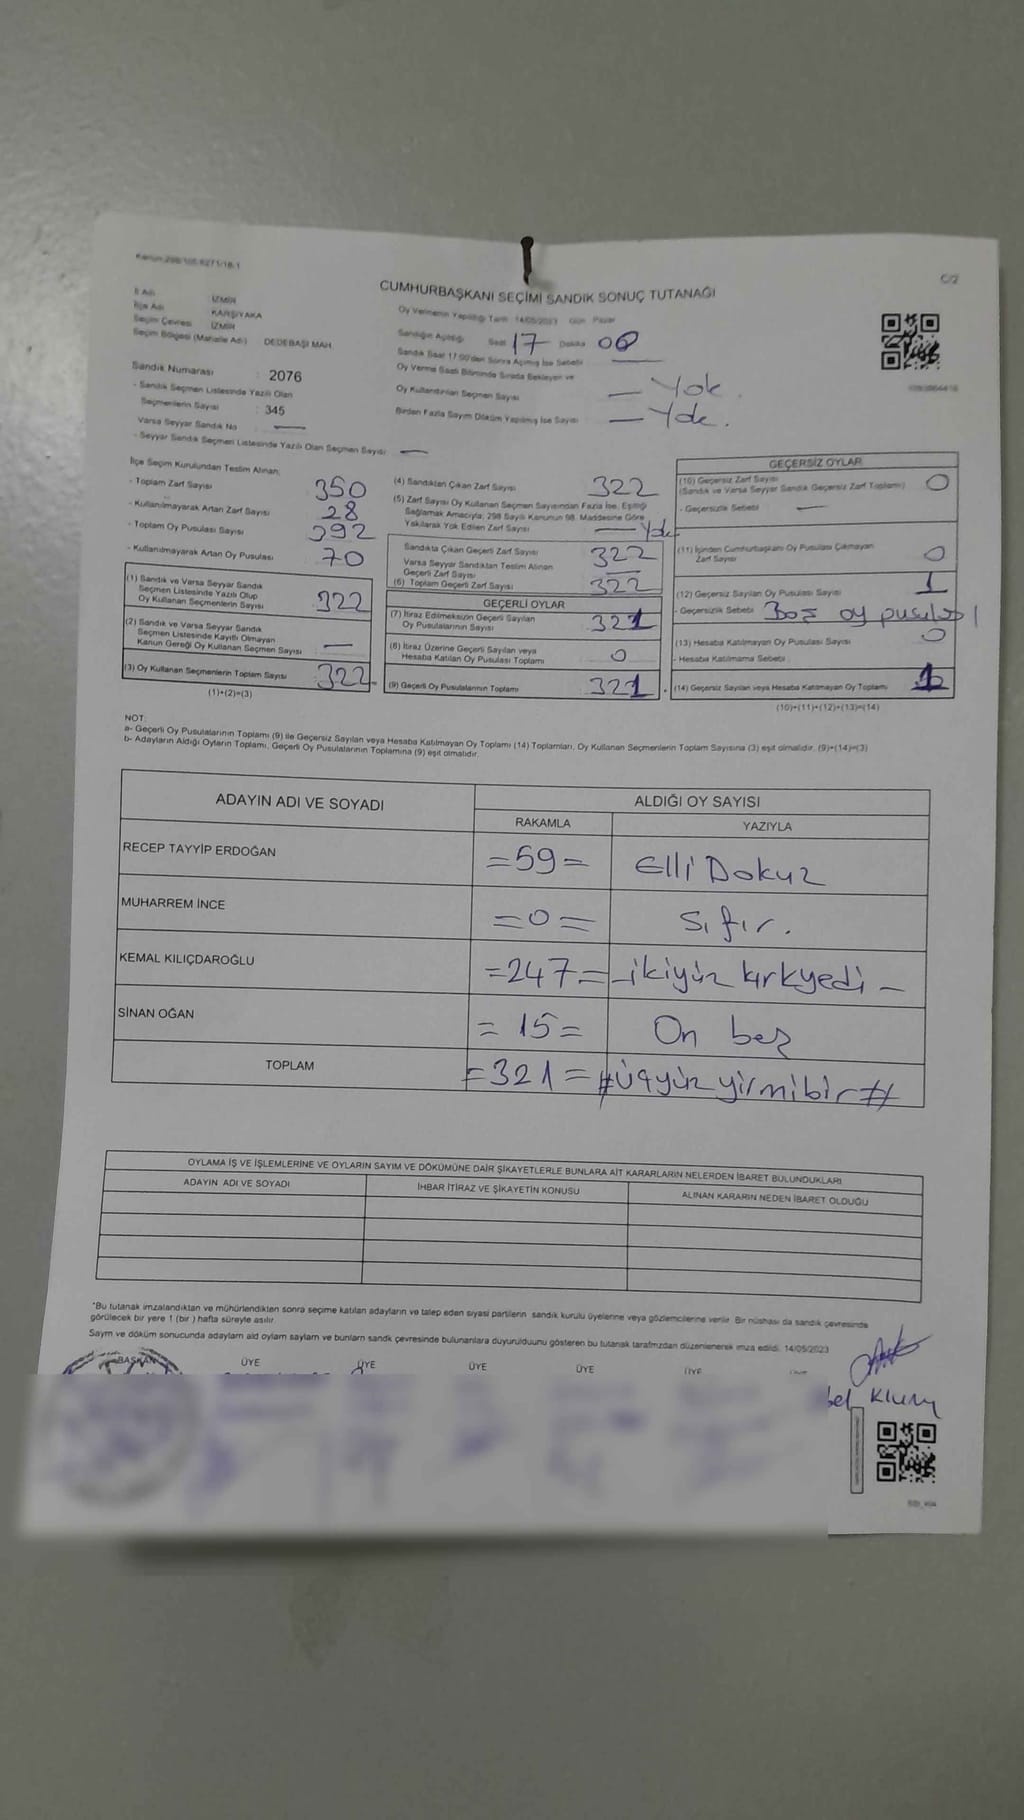 Kanun:298/105;6271/18-1
C/2
CUMHURBAŞKANI SEÇİMİ SANDIK SONUÇ TUTANAĞI
İl Adı İZMİR
İlçe Adı KARŞIYAKA
Seçim Çevresi İZMİR
Seçim Bölgesi (Mahalle Adı) DEDEBAŞI MAH.
Oy Vermenin Yapıldığı Tarih 14/05/2023 Gün Pazar
Sandığın Açıldığı Saat 17 Dakika 00
Sandık Saat 17:00'den Sonra Açılmış İse Sebebi —
Oy Verme Saati Bitiminde Sırada Bekleyen ve
Oy Kullandırılan Seçmen Sayısı — Yok.
Birden Fazla Sayım Döküm Yapılmış İse Sayısı — Yok.
Sandık Numarası : 2076
- Sandık Seçmen Listesinde Yazılı Olan
Seçmenlerin Sayısı : 345
Varsa Seyyar Sandık No —
- Seyyar Sandık Seçmen Listesinde Yazılı Olan Seçmen Sayısı: —
İlçe Seçim Kurulundan Teslim Alınan;
- Toplam Zarf Sayısı 350
- Kullanılmayarak Artan Zarf Sayısı 28
- Toplam Oy Pusulası Sayısı 392
- Kullanılmayarak Artan Oy Pusulası 70
(1) Sandık ve Varsa Seyyar Sandık
Seçmen Listesinde Yazılı Olup
Oy Kullanan Seçmenlerin Sayısı 322
(2) Sandık ve Varsa Seyyar Sandık
Seçmen Listesinde Kayıtlı Olmayan
Kanun Gereği Oy Kullanan Seçmen Sayısı —
(3) Oy Kullanan Seçmenlerin Toplam Sayısı 322
(1)+(2)=(3)
(4) Sandıktan Çıkan Zarf Sayısı 322
(5) Zarf Sayısı Oy Kullanan Seçmen Sayısından Fazla İse, Eşitliği
Sağlamak Amacıyla, 298 Sayılı Kanunun 98. Maddesine Göre
Yakılarak Yok Edilen Zarf Sayısı — Yok
Sandıkta Çıkan Geçerli Zarf Sayısı 322
Varsa Seyyar Sandıktan Teslim Alınan
Geçerli Zarf Sayısı —
(6) Toplam Geçerli Zarf Sayısı 322
GEÇERLİ OYLAR
(7) İtiraz Edilmeksizin Geçerli Sayılan
Oy Pusulalarının Sayısı 321
(8) İtiraz Üzerine Geçerli Sayılan veya
Hesaba Katılan Oy Pusulası Toplamı 0
(9) Geçerli Oy Pusulalarının Toplamı 321
GEÇERSİZ OYLAR
(10) Geçersiz Zarf Sayısı
(Sandık ve Varsa Seyyar Sandık Geçersiz Zarf Toplamı) 0
- Geçersizlik Sebebi —
(11) İçinden Cumhurbaşkanı Oy Pusulası Çıkmayan
Zarf Sayısı 0
(12) Geçersiz Sayılan Oy Pusulası Sayısı 1
- Geçersizlik Sebebi Boş oy pusulası
(13) Hesaba Katılmayan Oy Pusulası Sayısı 0
- Hesaba Katılmama Sebebi
(14) Geçersiz Sayılan veya Hesaba Katılmayan Oy Toplamı 1
(10)+(11)+(12)+(13)=(14)
NOT:
a- Geçerli Oy Pusulalarının Toplamı (9) ile Geçersiz Sayılan veya Hesaba Katılmayan Oy Toplamı (14) Toplamları, Oy Kullanan Seçmenlerin Toplam Sayısına (3) eşit olmalıdır. (9)+(14)=(3)
b- Adayların Aldığı Oyların Toplamı, Geçerli Oy Pusulalarının Toplamına (9) eşit olmalıdır.
ADAYIN ADI VE SOYADI ALDIĞI OY SAYISI
RAKAMLA YAZIYLA
RECEP TAYYİP ERDOĞAN =59= Elli Dokuz
MUHARREM İNCE =0= Sıfır.
KEMAL KILIÇDAROĞLU =247= -ikiyüz kırkyedi -
SİNAN OĞAN =15= On beş
TOPLAM =321= #üçyüz yirmibir#
OYLAMA İŞ VE İŞLEMLERİNE VE OYLARIN SAYIM VE DÖKÜMÜNE DAİR ŞİKAYETLERLE BUNLARA AİT KARARLARIN NELERDEN İBARET BULUNDUKLARI
ADAYIN ADI VE SOYADI İHBAR İTİRAZ VE ŞİKAYETİN KONUSU ALINAN KARARIN NEDEN İBARET OLDUĞU
*Bu tutanak imzalandıktan ve mühürlendikten sonra seçime katılan adayların ve talep eden siyasi partilerin sandık kurulu üyelerine veya gözlemcilerine verilir. Bir nüshası da sandık çevresinde
görülecek bir yere 1 (bir) hafta süreyle asılır.
Sayım ve döküm sonucunda adayların aldı oyların sayların ve bunların sandk çevresinde bulunanlara duyurulduunu gösteren bu tutanak tarafmzdan düzenlenerek imza edildi. 14/05/2023
BAŞKAN ÜYE ÜYE ÜYE ÜYE ÜYE